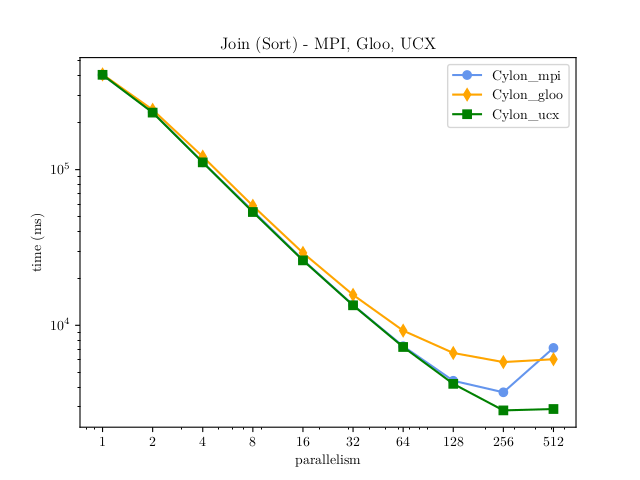 Join (Sort) - MPI, Gloo, UCX
Cylon_mpi
Cylon_gloo
Cylon_ucx
time (ms)
10^5
10^4
1 2 4 8 16 32 64 128 256 512
parallelism